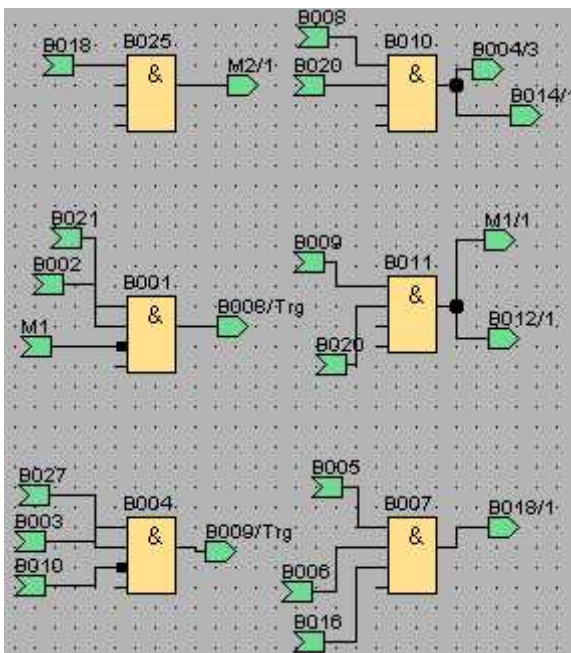 B018
B025
&
M2/1
B008
B020
B010
&
B004/3
B014/1
B021
B002
M1
B001
&
B008/Trg
B009
B020
B011
&
M1/1
B012/1
B027
B003
B010
B004
&
B009/Trg
B005
B006
B016
B007
&
B018/1